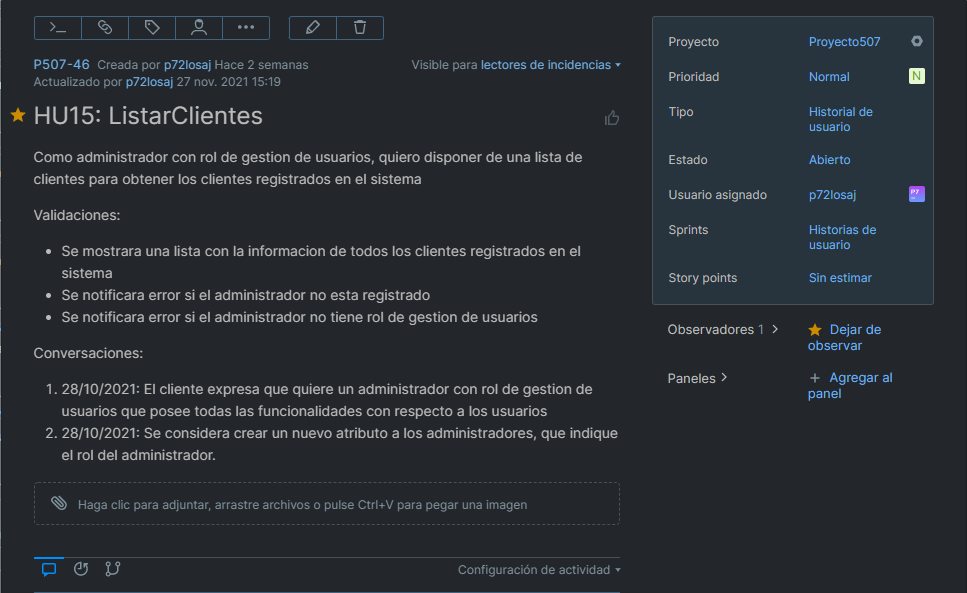 P507-46 Creada por p72losaj Hace 2 semanas
Visible para lectores de incidencias
Actualizado por p72losaj 27 nov. 2021 15:19
HU15: ListarClientes
Como administrador con rol de gestion de usuarios, quiero disponer de una lista de
clientes para obtener los clientes registrados en el sistema
Validaciones:
• Se mostrara una lista con la informacion de todos los clientes registrados en el
sistema
• Se notificara error si el administrador no esta registrado
• Se notificara error si el administrador no tiene rol de gestion de usuarios
Conversaciones:
1. 28/10/2021: El cliente expresa que quiere un administrador con rol de gestion de
usuarios que posee todas las funcionalidades con respecto a los usuarios
2. 28/10/2021: Se considera crear un nuevo atributo a los administradores, que indique
el rol del administrador.
Haga clic para adjuntar, arrastre archivos o pulse Ctrl+V para pegar una imagen
Configuración de actividad
Proyecto Proyecto507
Prioridad Normal N
Tipo Historial de
usuario
Estado Abierto
Usuario asignado p72losaj P7
Sprints Historias de
usuario
Story points Sin estimar
Observadores 1 > Dejar de
observar
Paneles > + Agregar al
panel